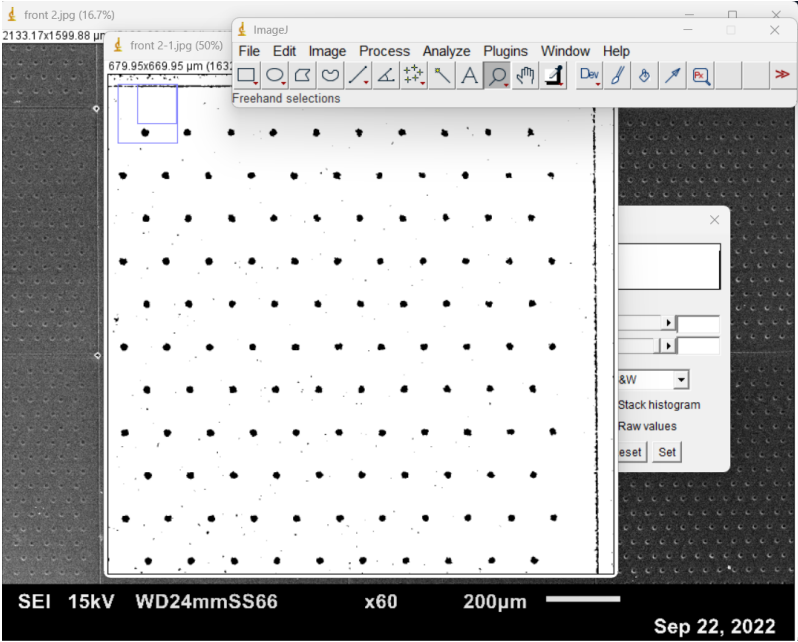 front 2.jpg (16.7%)
2133.17x1599.88 µm
front 2-1.jpg (50%)
679.95x669.95 µm (1632
ImageJ
File Edit Image Process Analyze Plugins Window Help
Dev
Px
>>
Freehand selections
&W
Stack histogram
Raw values
eset Set
SEI 15kV WD24mmSS66 x60 200µm
Sep 22, 2022